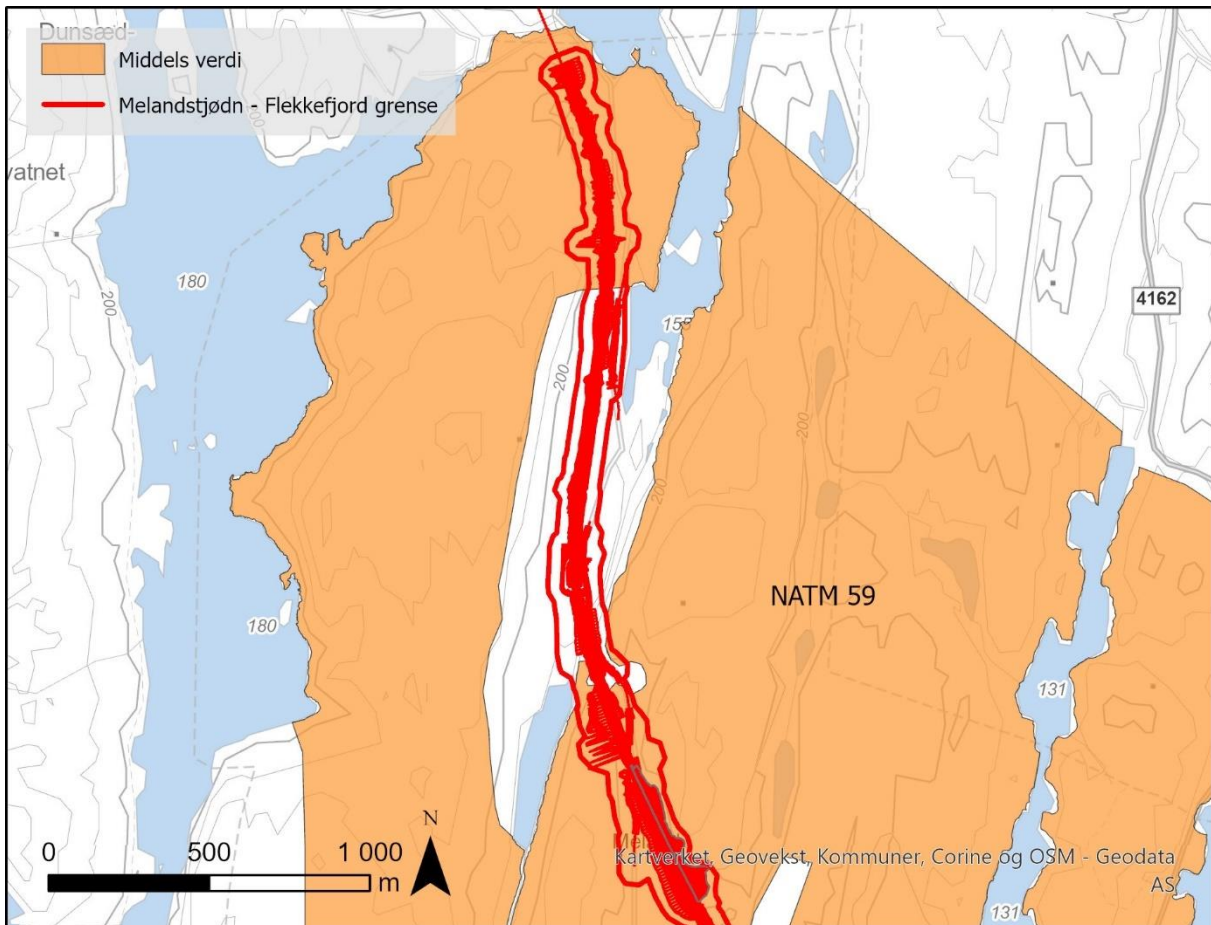 Dunsæd-
Middels verdi
Melandstjødn - Flekkefjord grense
vatnet
200
180
4162
155
200
200
200
NATM 59
180
131
N
0 500 1 000
m
Kartverket, Geovekst, Kommuner, Corine og OSM - Geodata
AS
131